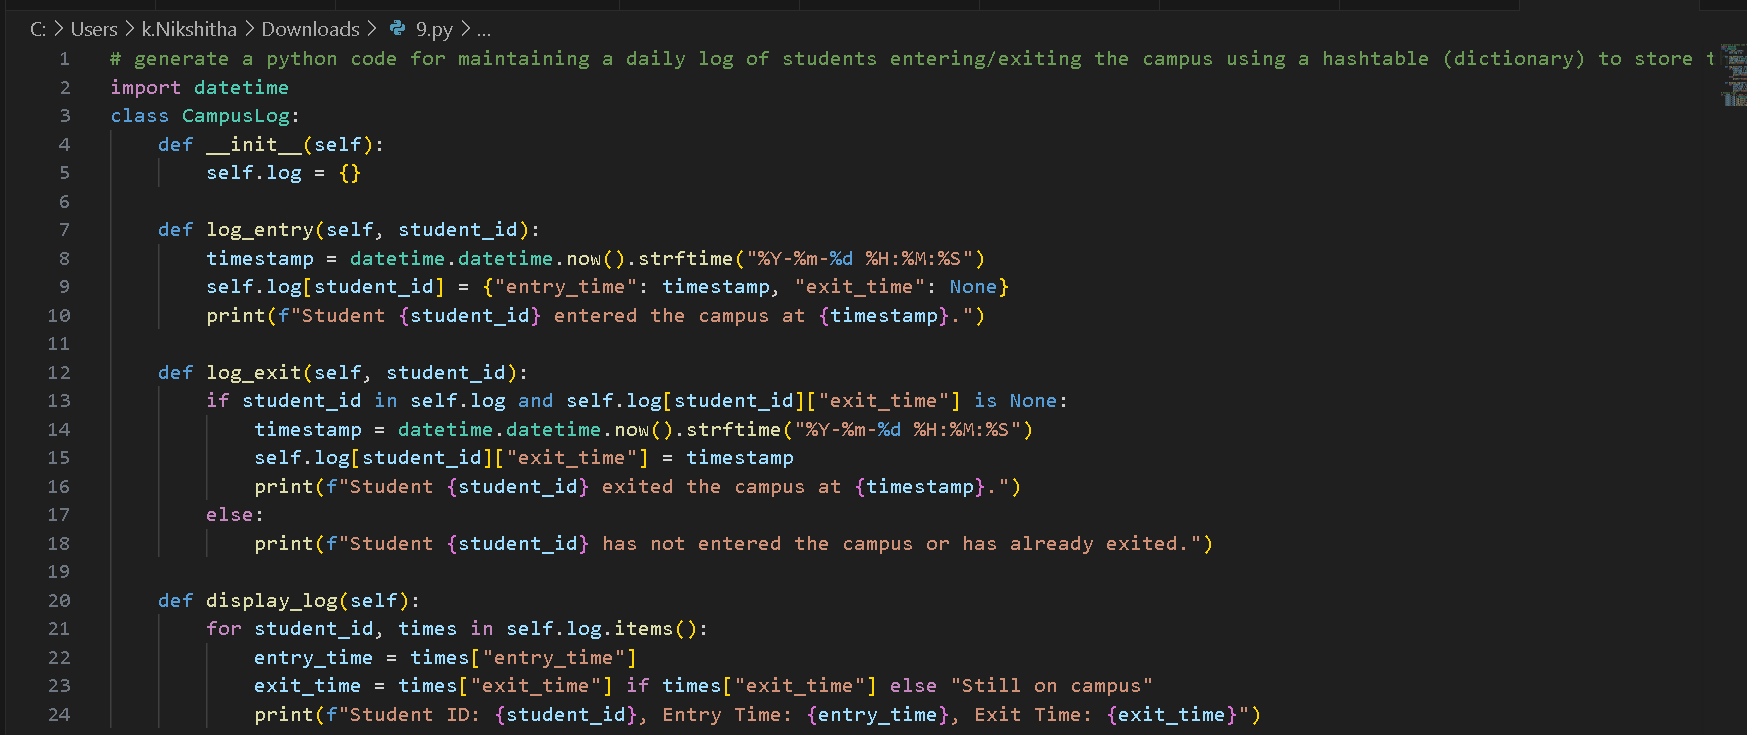 C: > Users > k.Nikshitha > Downloads > 9.py > ...
1 # generate a python code for maintaining a daily log of students entering/exiting the campus using a hashtable (dictionary) to store t
2 import datetime
3 class CampusLog:
4     def __init__(self):
5         self.log = {}
6
7     def log_entry(self, student_id):
8         timestamp = datetime.datetime.now().strftime("%Y-%m-%d %H:%M:%S")
9         self.log[student_id] = {"entry_time": timestamp, "exit_time": None}
10         print(f"Student {student_id} entered the campus at {timestamp}.")
11
12     def log_exit(self, student_id):
13         if student_id in self.log and self.log[student_id]["exit_time"] is None:
14             timestamp = datetime.datetime.now().strftime("%Y-%m-%d %H:%M:%S")
15             self.log[student_id]["exit_time"] = timestamp
16             print(f"Student {student_id} exited the campus at {timestamp}.")
17         else:
18             print(f"Student {student_id} has not entered the campus or has already exited.")
19
20     def display_log(self):
21         for student_id, times in self.log.items():
22             entry_time = times["entry_time"]
23             exit_time = times["exit_time"] if times["exit_time"] else "Still on campus"
24             print(f"Student ID: {student_id}, Entry Time: {entry_time}, Exit Time: {exit_time}")